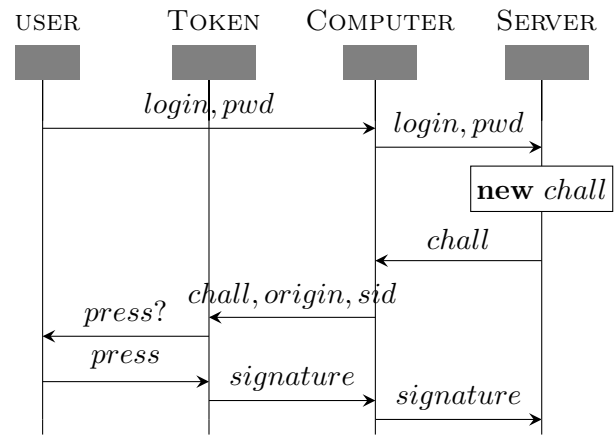 USER TOKEN COMPUTER SERVER
login, pwd
login, pwd
new chall
chall
chall, origin, sid
press?
press
signature
signature